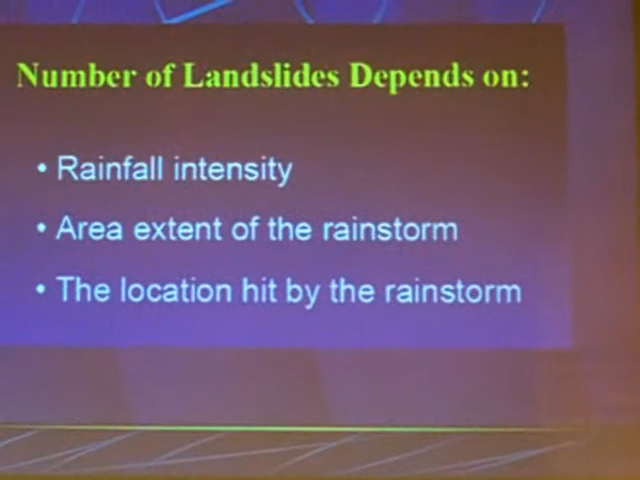 Number of Landslides Depends on:
• Rainfall intensity
• Area extent of the rainstorm
• The location hit by the rainstorm